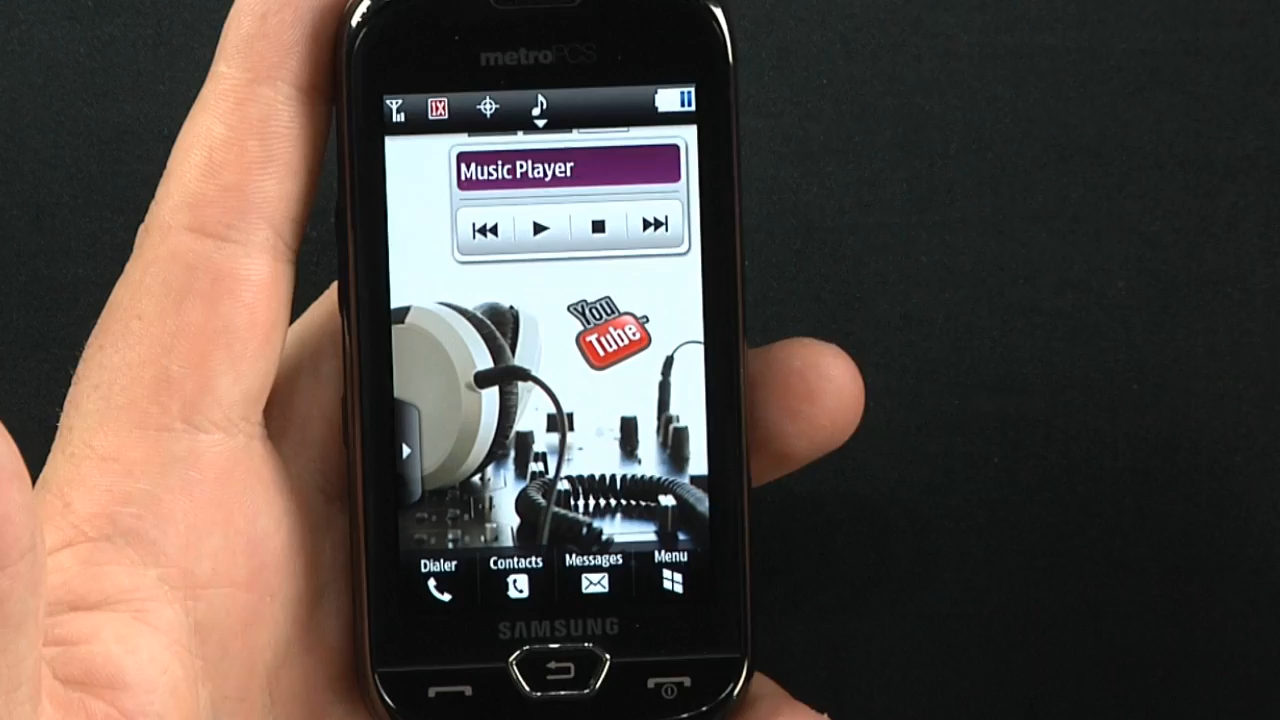 metroPCS
1X
Music Player
You
Tube
Dialer Contacts Messages Menu
SAMSUNG